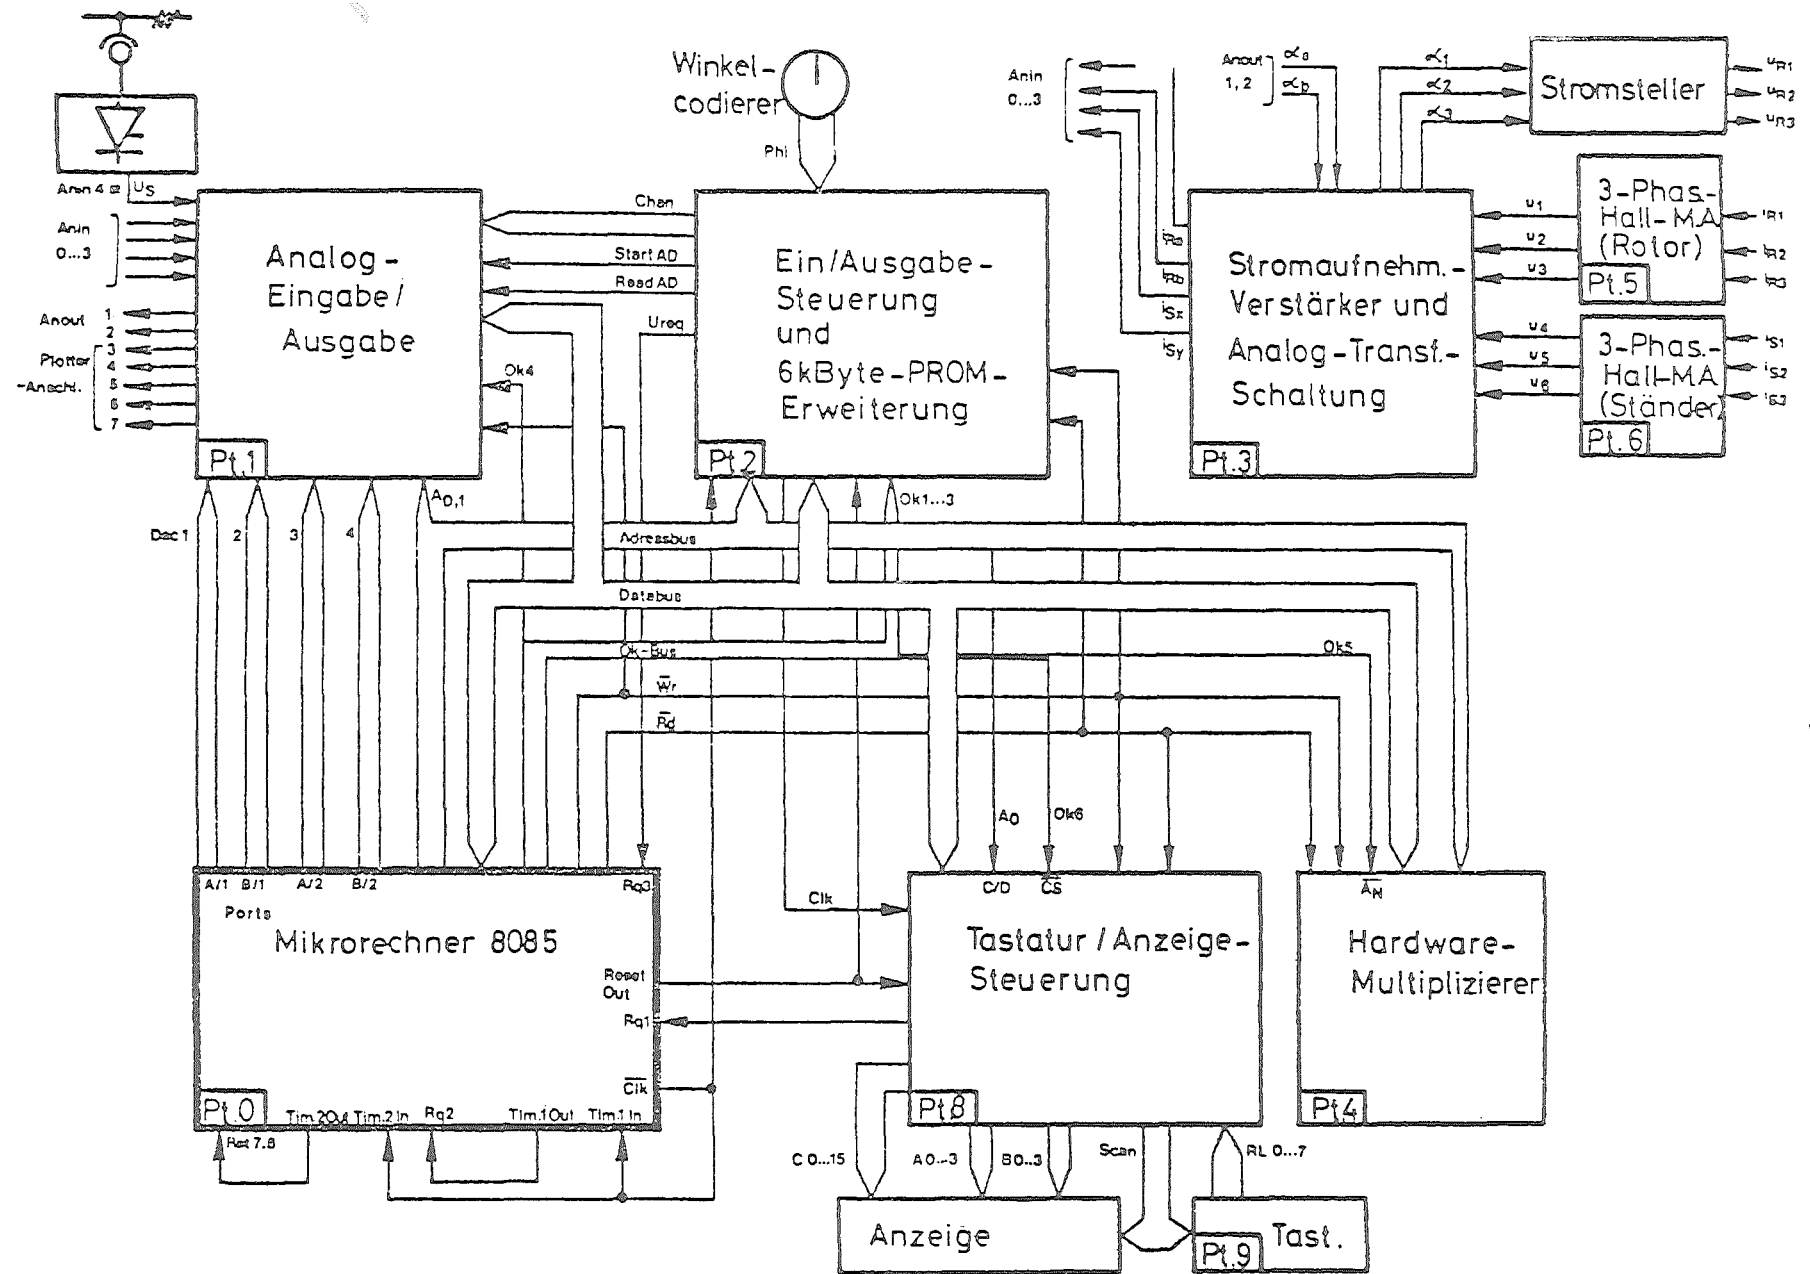 Winkel-
codierer
Phi
Anin
0...3
Anout
1, 2
αa
αb
α1
α2
α3
Stromsteller
uR1
uR2
uR3
US
Anin
0...3
Anout
1
2
3
4
5
6
7
Plotter
-Anschl.
Analog-
Eingabe/
Ausgabe
Pt.1
Chan
Start AD
Read AD
Ureq
Ok4
Ein/Ausgabe-
Steuerung
und
6kByte-PROM-
Erweiterung
Pt.2
iRa
iRb
iSx
iSy
Stromaufnehm.-
Verstärker und
Analog-Transf.-
Schaltung
Pt.3
u1
u2
u3
u4
u5
u6
3-Phas.-
Hall-MA
(Rotor)
Pt.5
iR1
iR2
iR3
3-Phas.-
Hall-MA
(Ständer)
Pt.6
iS1
iS2
iS3
Dac 1
2
3
4
A0,1
Ok1...3
Adressbus
Databus
Ok-Bus
Ok5
Wr
Rd
A0
Ok6
A/1
B/1
A/2
B/2
Rq3
Ports
Mikrorechner 8085
Reset
Out
Rq1
Clk
Pt.0
Tim.2Out
Tim.2 In
Rq2
Tim.1 Out
Tim.1 In
Rst 7.5
Clk
C/D
CS
Tastatur / Anzeige-
Steuerung
Pt.8
AN
Hardware-
Multiplizierer
Pt.4
C 0...15
A 0...3
B 0...3
Scan
RL 0...7
Anzeige
Pt.9
Tast.